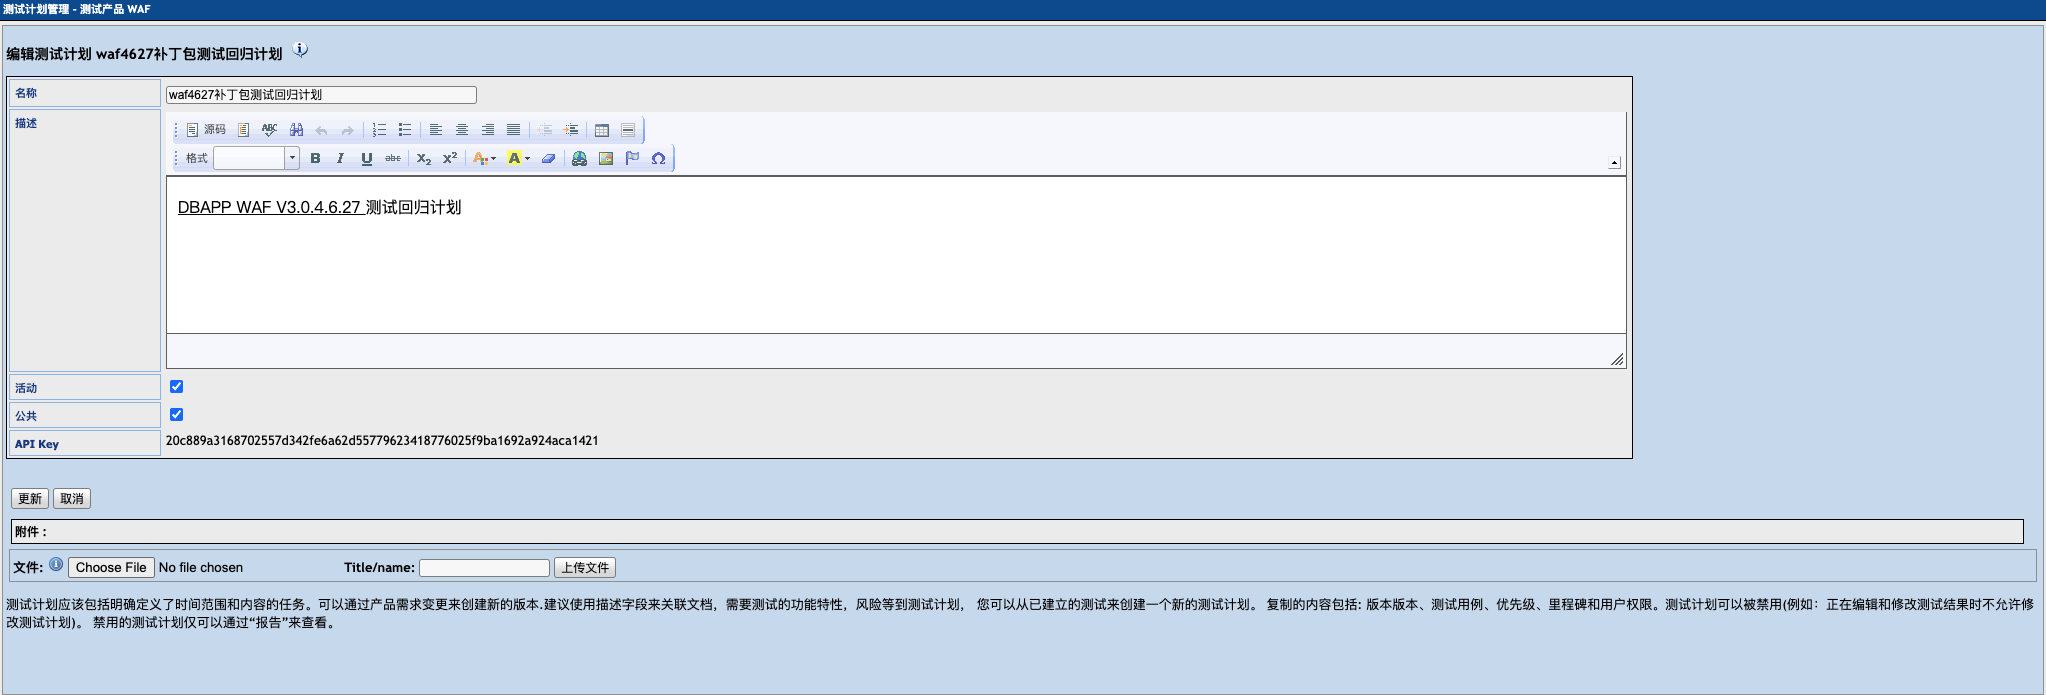 测试计划管理 - 测试产品 WAF
编辑测试计划 waf4627补丁包测试回归计划
名称
waf4627补丁包测试回归计划
描述
源码 ABC
格式 B I U abc X₂ X² A A Ω
DBAPP WAF V3.0.4.6.27 测试回归计划
活动
公共
API Key
20c889a3168702557d342fe6a62d55779623418776025f9ba1692a924aca1421
更新 取消
附件 :
文件: Choose File No file chosen Title/name: 上传文件
测试计划应该包括明确定义了时间范围和内容的任务。可以通过产品需求变更来创建新的版本.建议使用描述字段来关联文档，需要测试的功能特性，风险等到测试计划， 您可以从已建立的测试来创建一个新的测试计划。 复制的内容包括: 版本版本、测试用例、优先级、里程碑和用户权限。测试计划可以被禁用(例如：正在编辑和修改测试结果时不允许修
改测试计划)。 禁用的测试计划仅可以通过“报告”来查看。